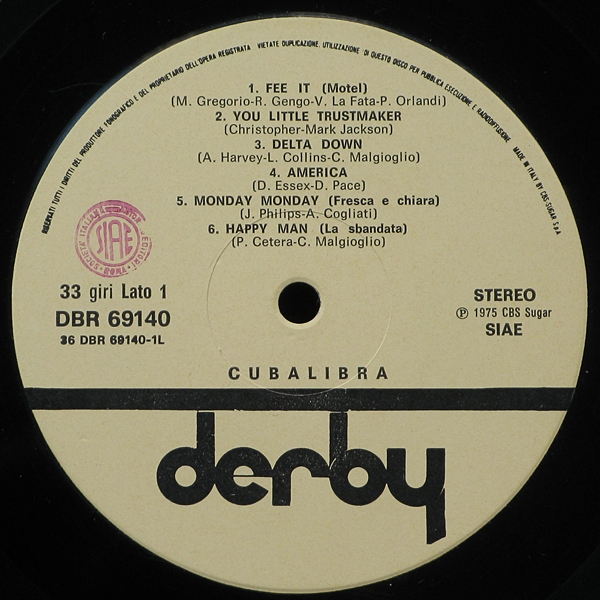 RISERVATI TUTTI I DIRITTI DEL PRODUTTORE FONOGRAFICO E DEL PROPRIETARIO DELL'OPERA REGISTRATA VIETATE DUPLICAZIONE, UTILIZZAZIONE DI QUESTO DISCO PER PUBBLICA ESECUZIONE E RADIODIFFUSIONE. MADE IN ITALY BY CBS-SUGAR S.p.A
1. FEE IT (Motel)
(M. Gregorio-R. Gengo-V. La Fata-P. Orlandi)
2. YOU LITTLE TRUSTMAKER
(Christopher-Mark Jackson)
3. DELTA DOWN
(A. Harvey-L. Collins-C. Malgioglio)
4. AMERICA
(D. Essex-D. Pace)
5. MONDAY MONDAY (Fresca e chiara)
(J. Philips-A. Cogliati)
6. HAPPY MAN (La sbandata)
(P. Cetera-C. Malgioglio)
SOCIETÀ ITALIANA EDITORI
SIAE
ROMA
33 giri Lato 1
DBR 69140
36 DBR 69140-1L
STEREO
Ⓟ 1975 CBS Sugar
SIAE
CUBALIBRA
derby